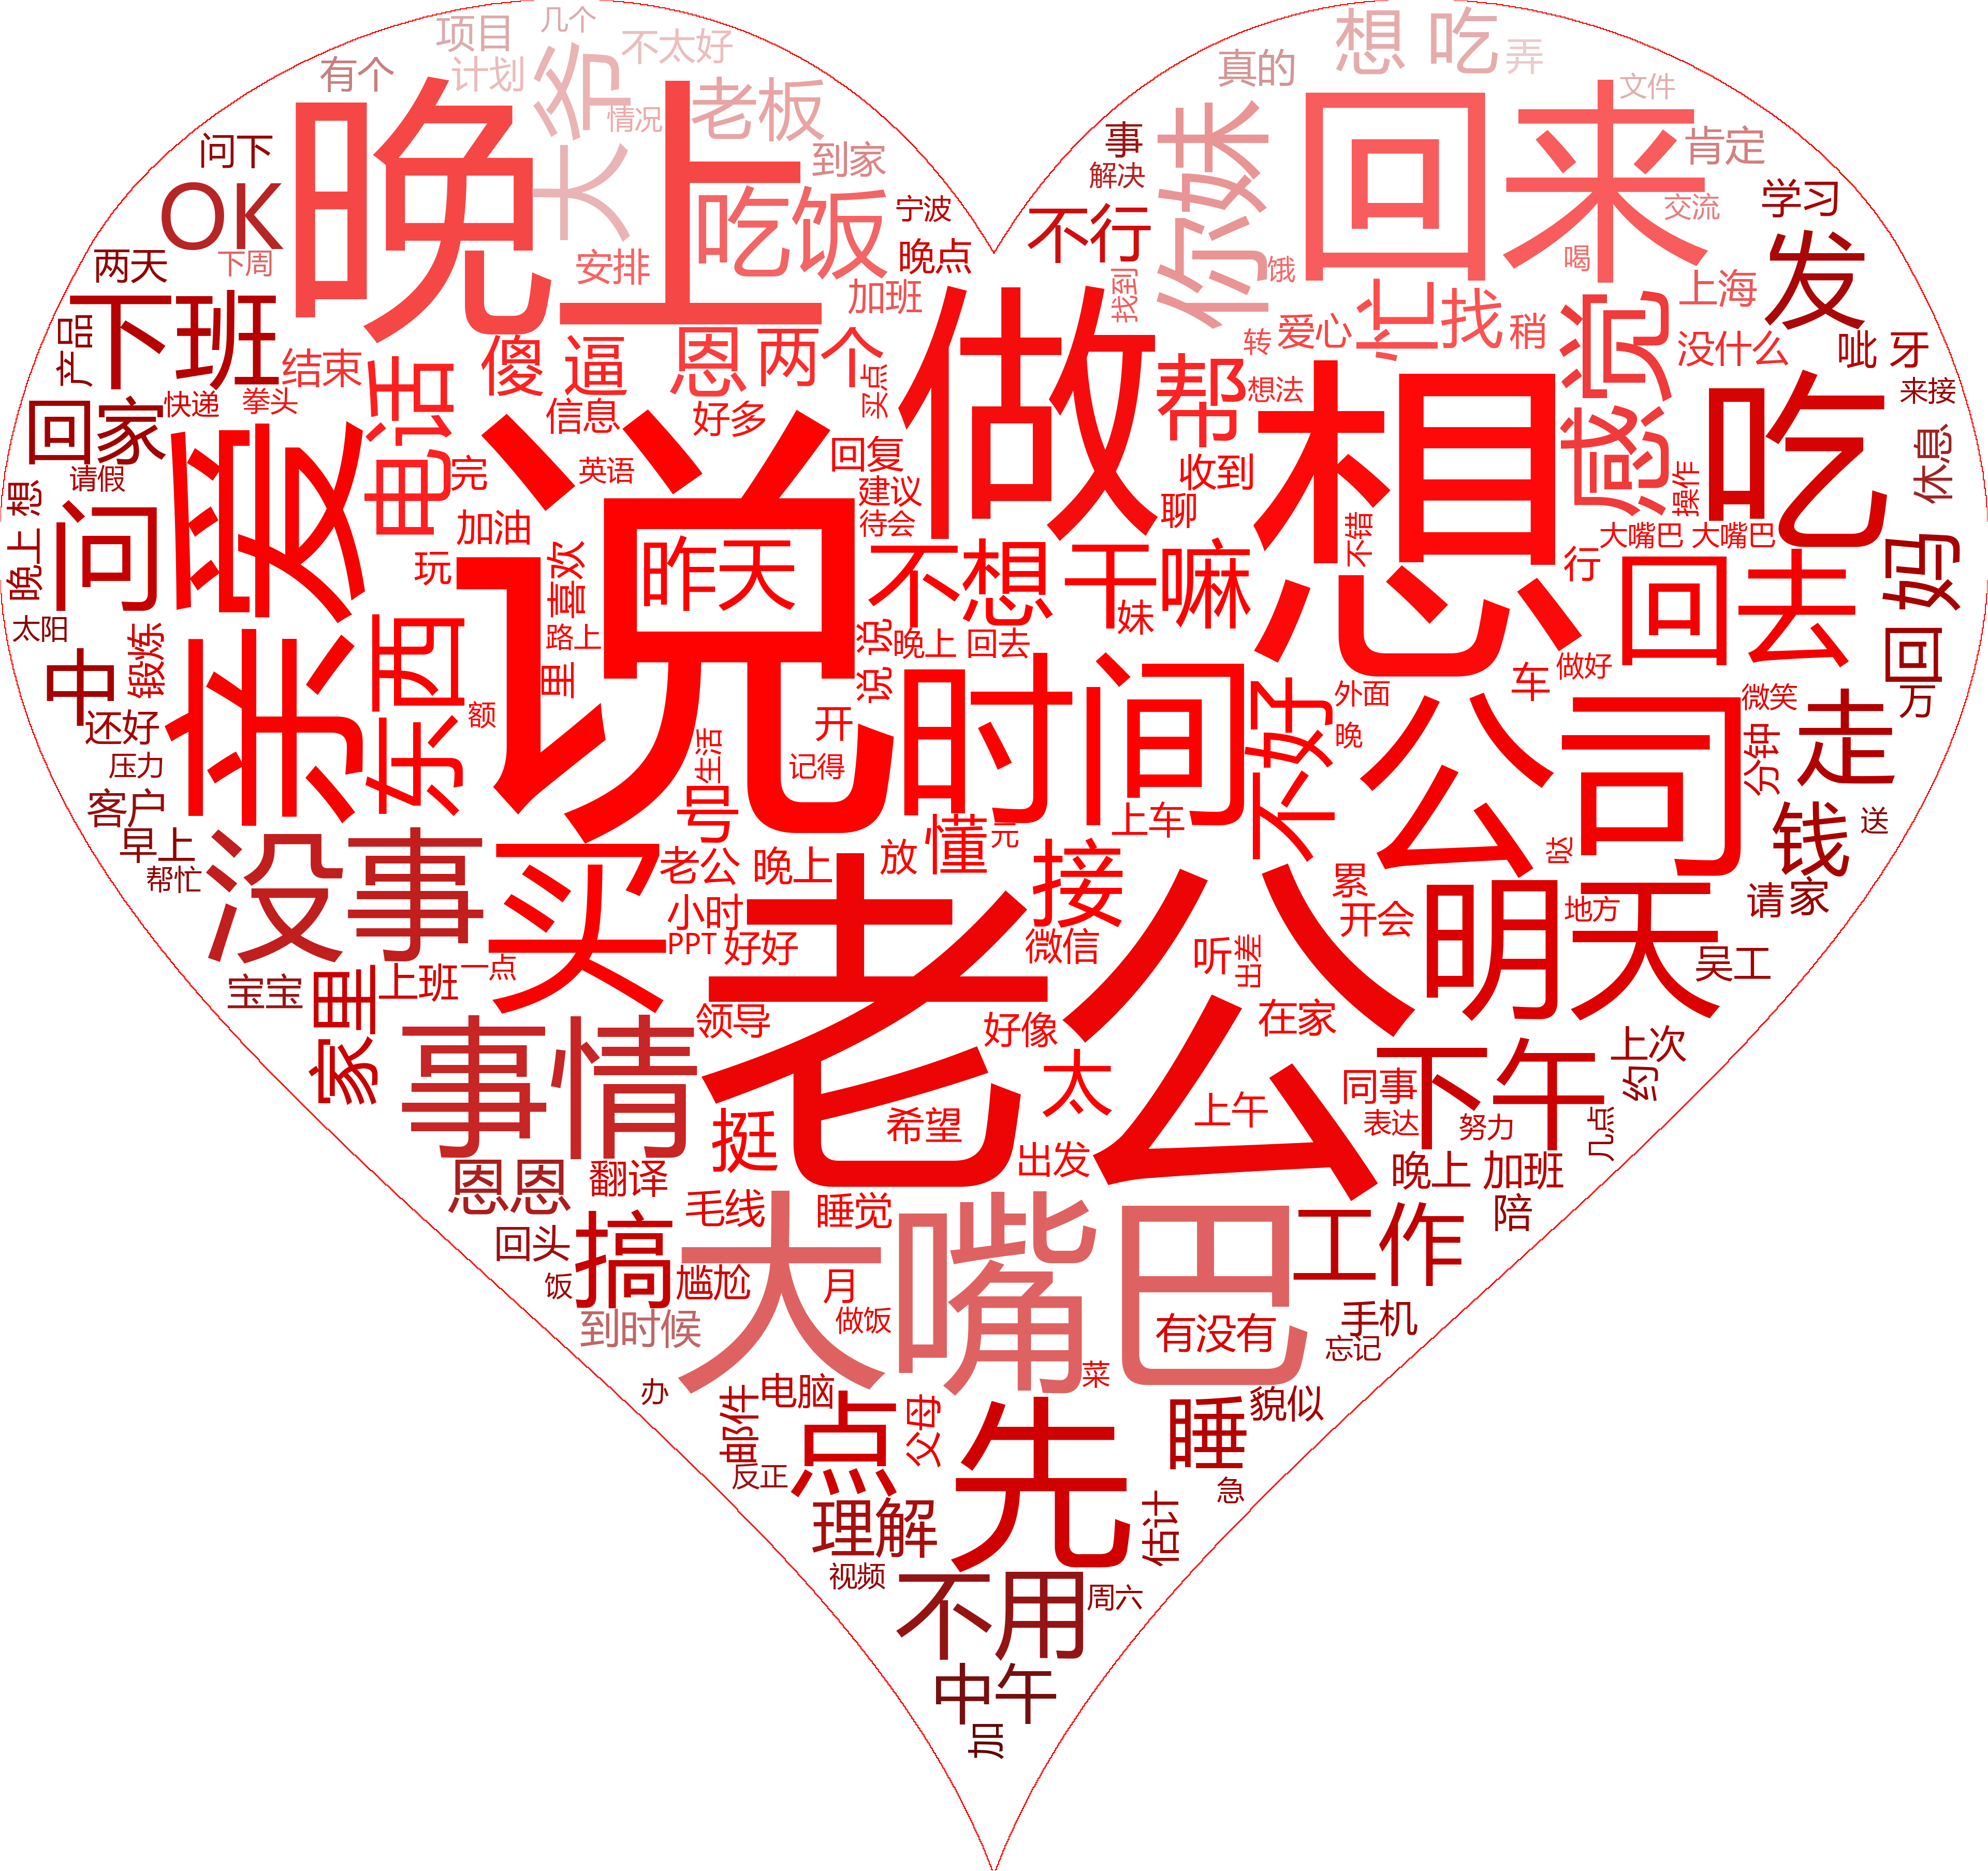 项目
几个
不太好
有个
计划
大爷
情况
老板
到家
晚上
问下
OK
两天
下周
安排
吃饭
宁波
晚点
加班
想 吃
弄
真的
文件
事
解决
不行
你妹
回来
肯定
交流
学习
饿
喝
找到
上海
发
下班
产品
结束
电话
傻 逼
恩
两个
买点
做
转
爱心
忙
找
稍
感觉
没什么
呲 牙
来接
快递
拳头
回家
请假
老婆
信息
好多
回复
建议
待会
帮
想法
收到
聊
想
不错
操作
吃
休息
晚上 想
问
完
英语
加油
玩
说
喜欢
昨天
不想
干嘛
妹
行
大嘴巴 大嘴巴
回去
回 妈
太阳
中
锻炼
东西
路上
里
说 说
晚上 回去
车
做好
还好
额
时间
不好
外面
晚
公司
微笑
万
压力
生活
开
记得
分钟
走
客户
早上
帮忙
号
上车
哒
钱
送
没事
买
老公 晚上
放
懂
元
接
累
请
家
小时
PPT
好好
微信
听
出差
开会
明天
地方
吴工
宝宝
家里
上班
一点
领导
老公
好像
在家
事情
太
上午
同事
下午
上次
约
表达
努力
几点
挺
希望
恩恩
翻译
出发
晚上 加班
陪
毛线
睡觉
回头
搞
饭
尴尬
月
大嘴巴
工作
到时候
做饭
有没有
手机
忘记
办
电脑
菜
邮件
点
父母
先
睡
貌似
反正
急
理解
估计
视频
不用
周六
中午
加